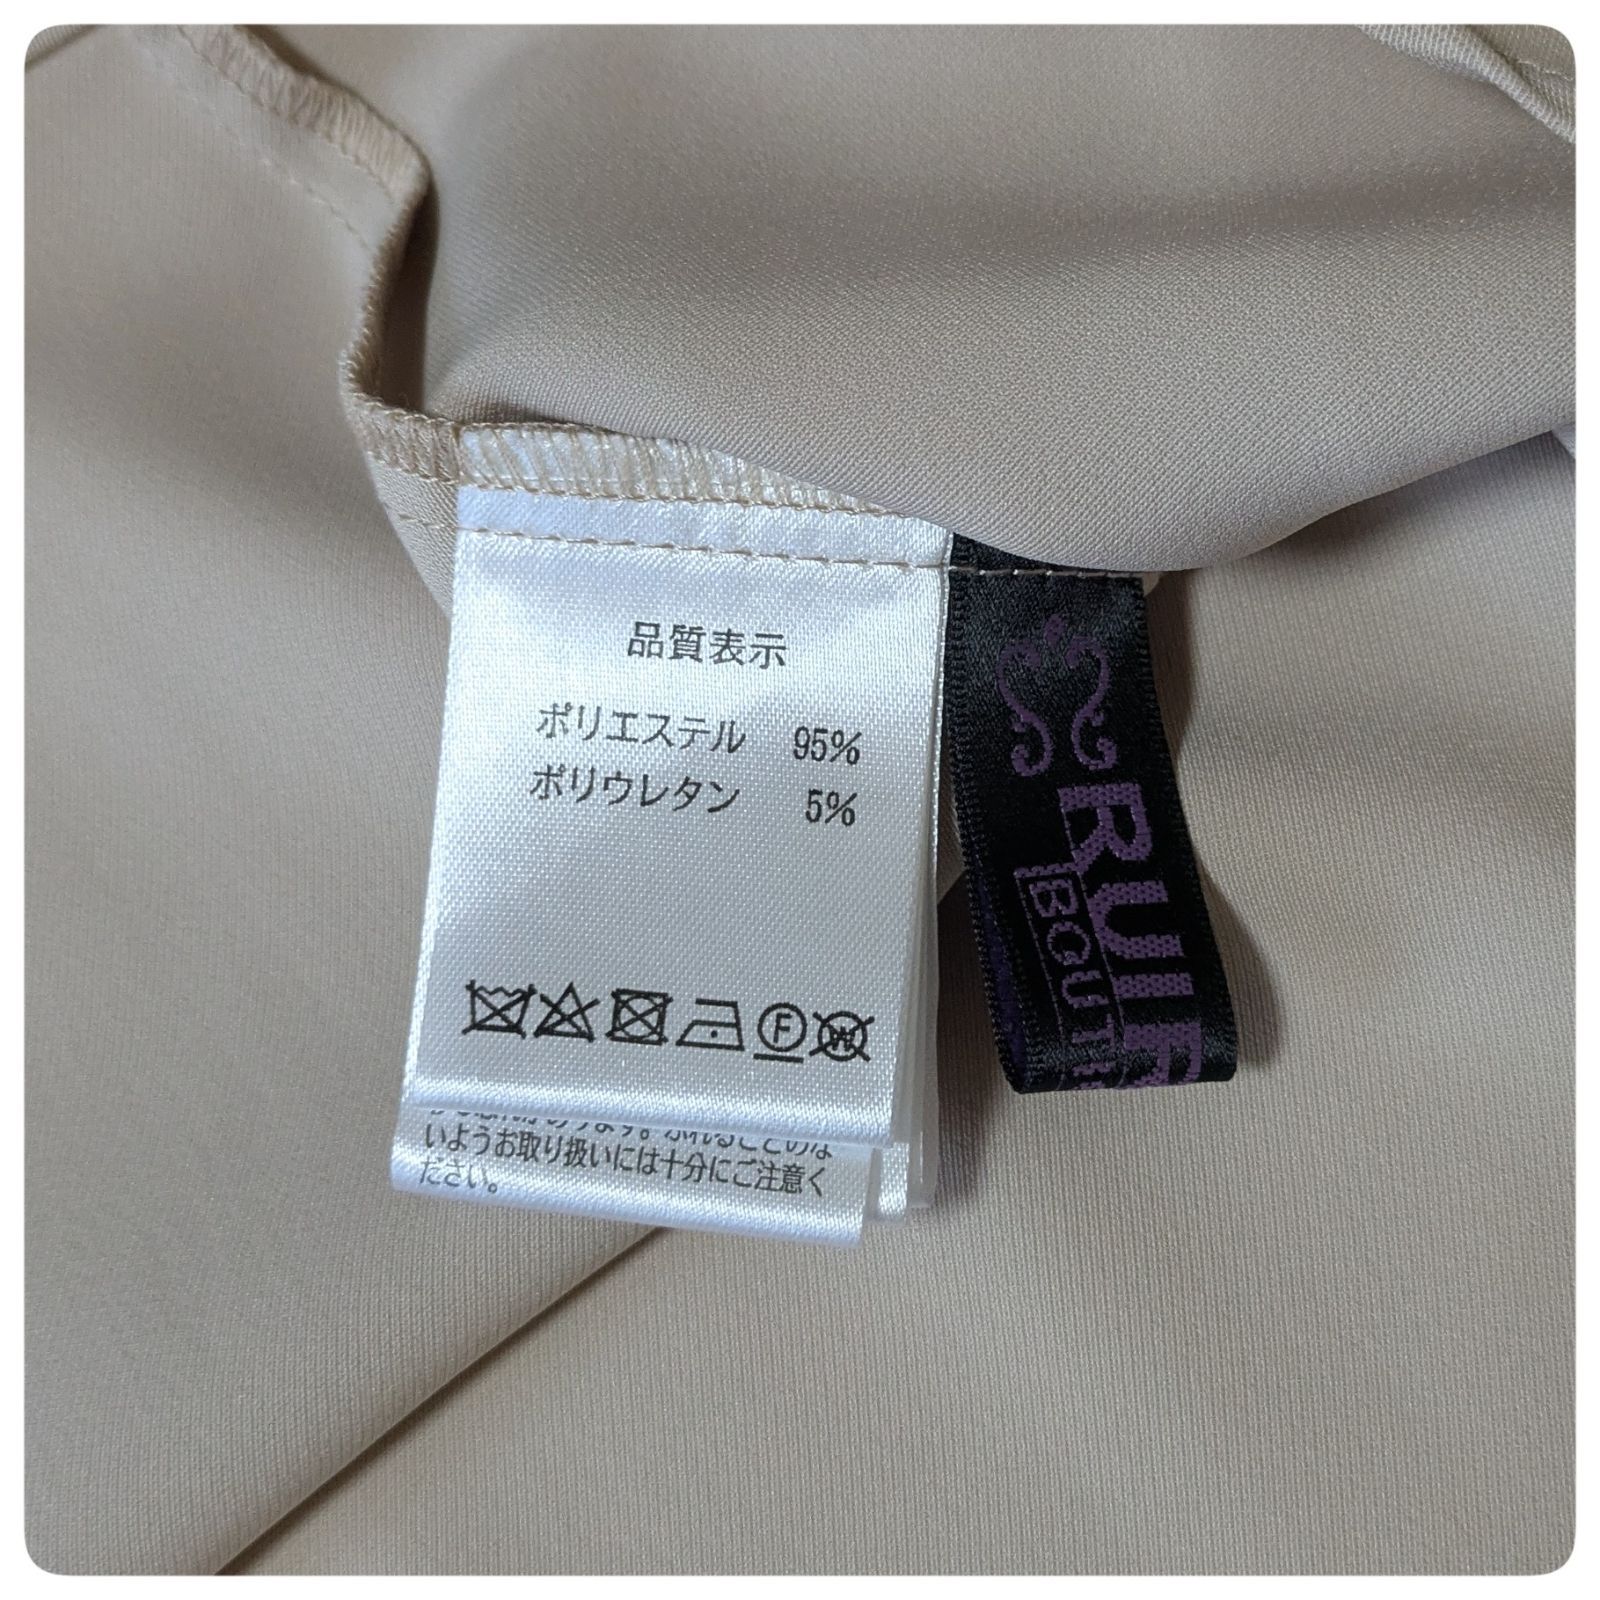 品質表示
ポリエステル 95%
ポリウレタン 5%
F
W
いようお取り扱いには十分にご注意く
ださい。
RUIR
BOUTI